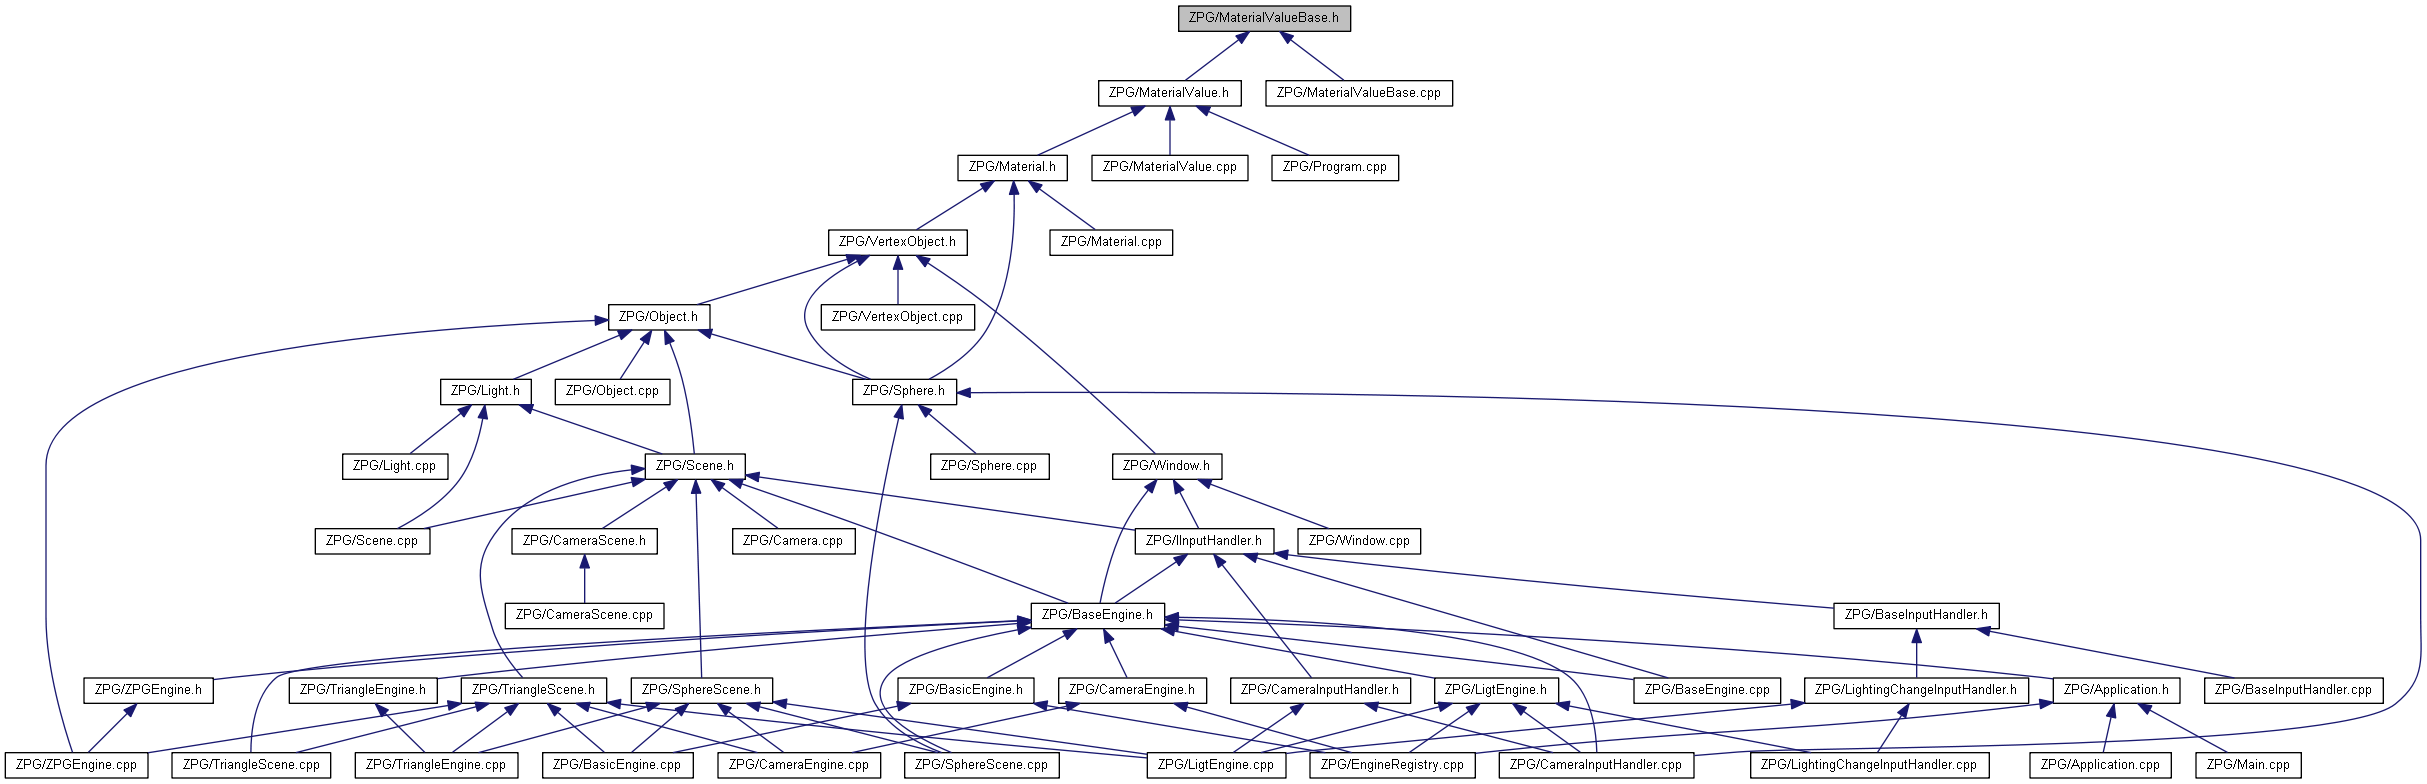 ZPG/MaterialValueBase.h
ZPG/MaterialValue.h
ZPG/MaterialValueBase.cpp
ZPG/Material.h
ZPG/MaterialValue.cpp
ZPG/Program.cpp
ZPG/VertexObject.h
ZPG/Material.cpp
ZPG/Object.h
ZPG/VertexObject.cpp
ZPG/Light.h
ZPG/Object.cpp
ZPG/Sphere.h
ZPG/Light.cpp
ZPG/Scene.h
ZPG/Sphere.cpp
ZPG/Window.h
ZPG/Scene.cpp
ZPG/CameraScene.h
ZPG/Camera.cpp
ZPG/IInputHandler.h
ZPG/Window.cpp
ZPG/CameraScene.cpp
ZPG/BaseEngine.h
ZPG/BaseInputHandler.h
ZPG/ZPGEngine.h
ZPG/TriangleEngine.h
ZPG/TriangleScene.h
ZPG/SphereScene.h
ZPG/BasicEngine.h
ZPG/CameraEngine.h
ZPG/CameraInputHandler.h
ZPG/LigtEngine.h
ZPG/BaseEngine.cpp
ZPG/LightingChangeInputHandler.h
ZPG/Application.h
ZPG/BaseInputHandler.cpp
ZPG/ZPGEngine.cpp
ZPG/TriangleScene.cpp
ZPG/TriangleEngine.cpp
ZPG/BasicEngine.cpp
ZPG/CameraEngine.cpp
ZPG/SphereScene.cpp
ZPG/LigtEngine.cpp
ZPG/EngineRegistry.cpp
ZPG/CameraInputHandler.cpp
ZPG/LightingChangeInputHandler.cpp
ZPG/Application.cpp
ZPG/Main.cpp